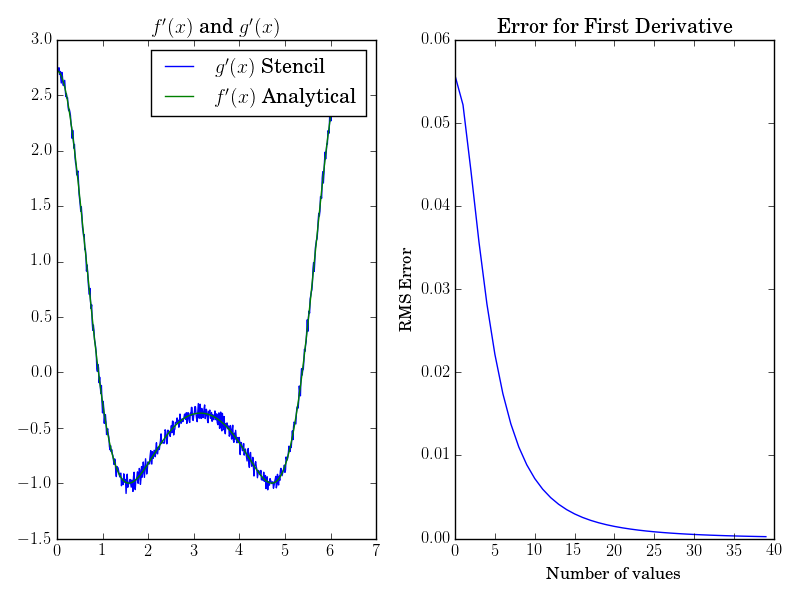 f′(x) and g′(x)
3.0
2.5
2.0
1.5
1.0
0.5
0.0
−0.5
−1.0
−1.5
0 1 2 3 4 5 6 7
g′(x) Stencil
f′(x) Analytical
Error for First Derivative
RMS Error
0.06
0.05
0.04
0.03
0.02
0.01
0.00
0 5 10 15 20 25 30 35 40
Number of values